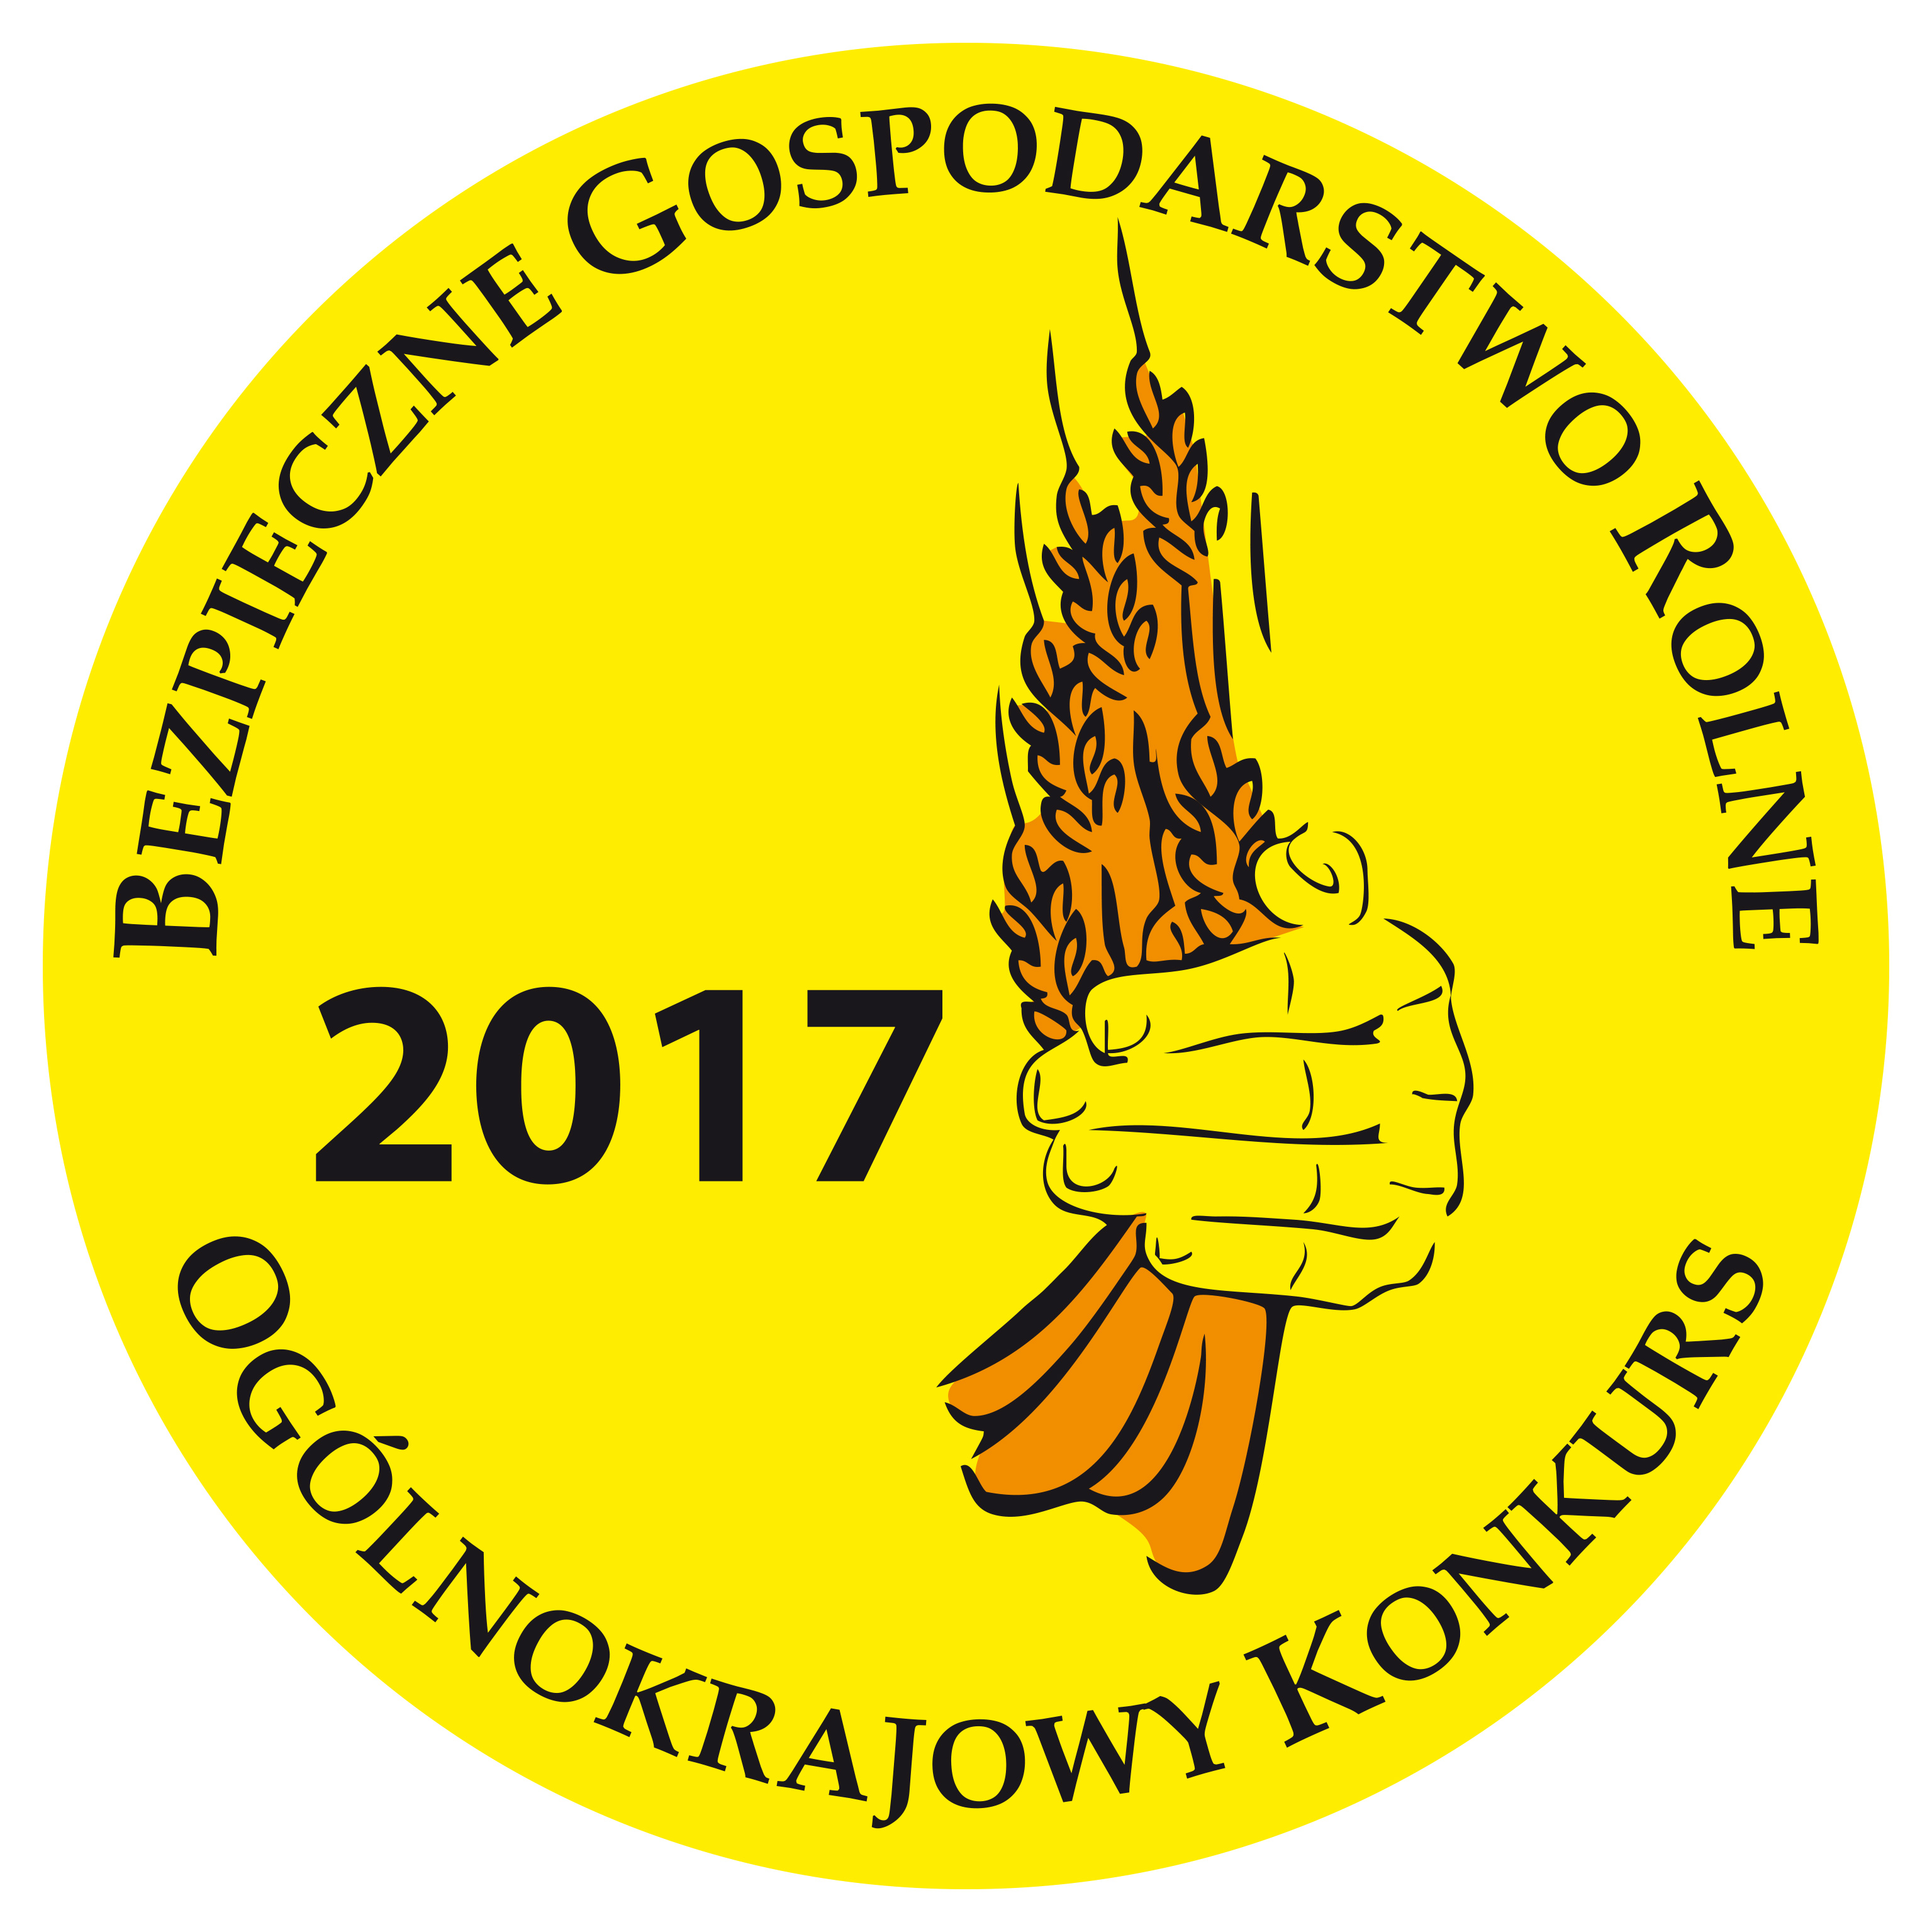 BEZPIECZNE GOSPODARSTWO ROLNE
2017
OGÓLNOKRAJOWY KONKURS